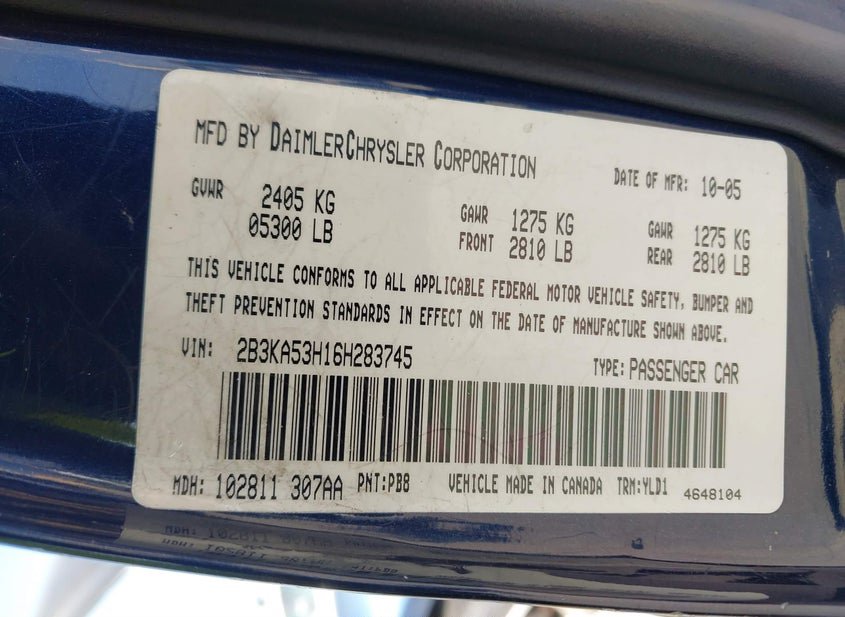 MFD BY DAIMLERCHRYSLER CORPORATION
DATE OF MFR: 10-05
GVWR 2405 KG
05300 LB
GAWR 1275 KG
FRONT 2810 LB
GAWR 1275 KG
REAR 2810 LB
THIS VEHICLE CONFORMS TO ALL APPLICABLE FEDERAL MOTOR VEHICLE SAFETY, BUMPER AND
THEFT PREVENTION STANDARDS IN EFFECT ON THE DATE OF MANUFACTURE SHOWN ABOVE.
VIN: 2B3KA53H16H283745
TYPE: PASSENGER CAR
MDH: 102811 307AA PNT:PB8 VEHICLE MADE IN CANADA TRM:YLD1 4648104